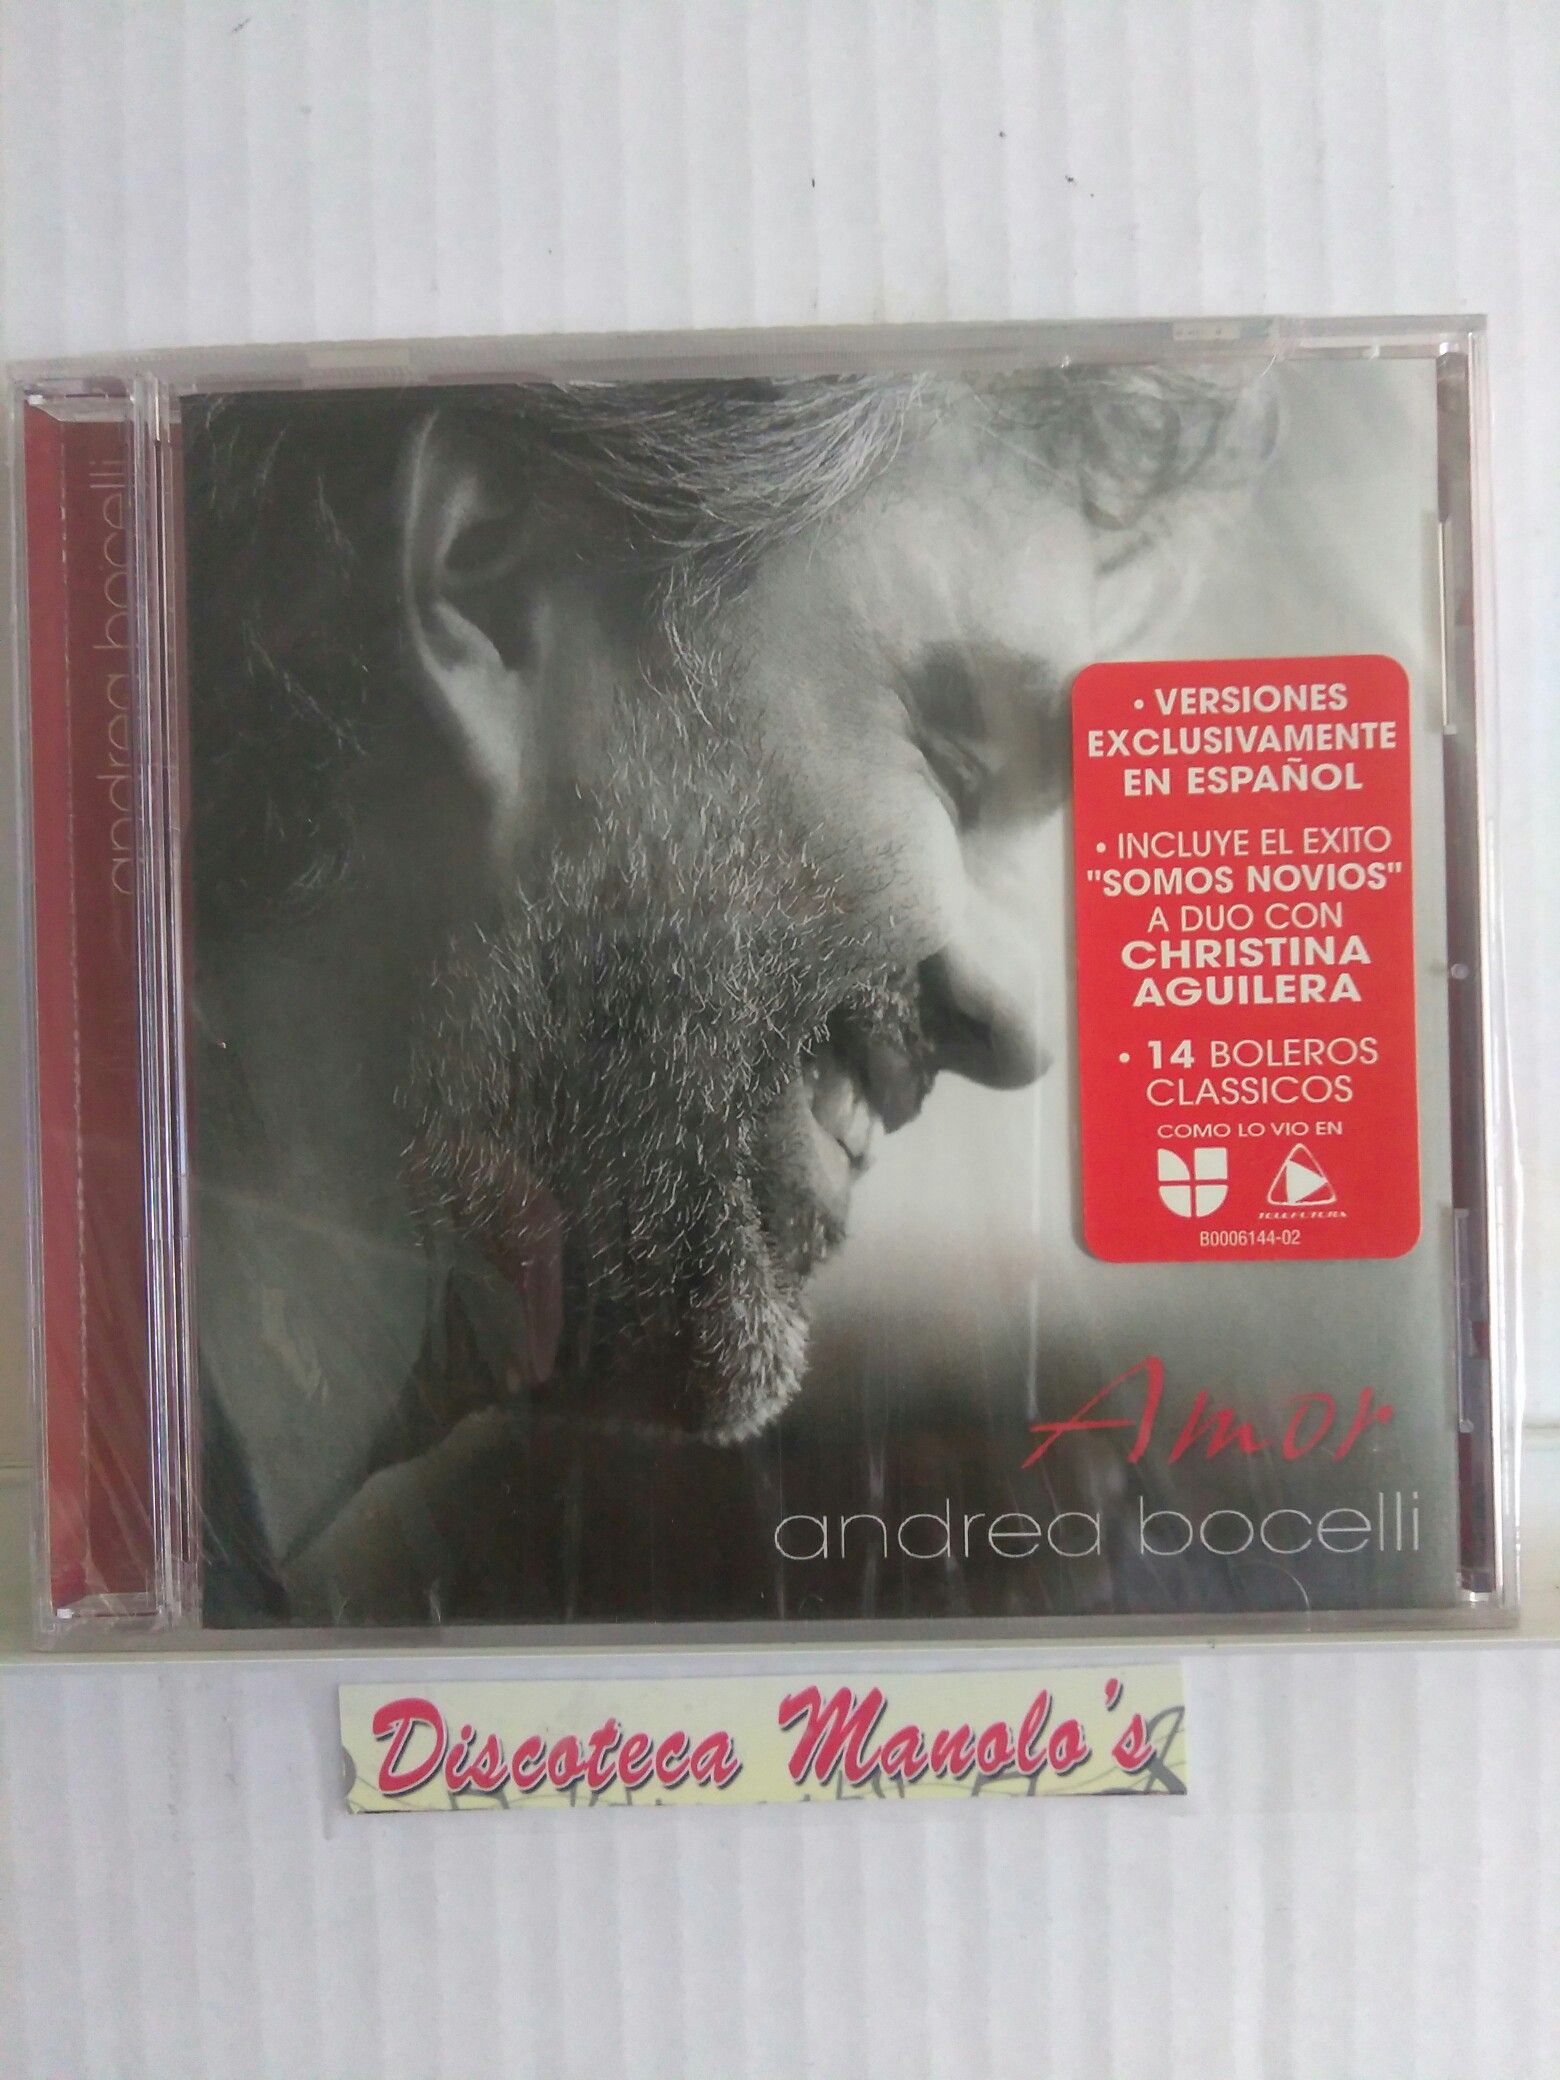 andrea bocelli
• VERSIONES
EXCLUSIVAMENTE
EN ESPAÑOL
• INCLUYE EL EXITO
"SOMOS NOVIOS"
A DUO CON
CHRISTINA
AGUILERA
• 14 BOLEROS
CLASSICOS
COMO LO VIO EN
TELEFUTURA
B0006144-02
Amor
andrea bocelli
Discoteca Manolo's